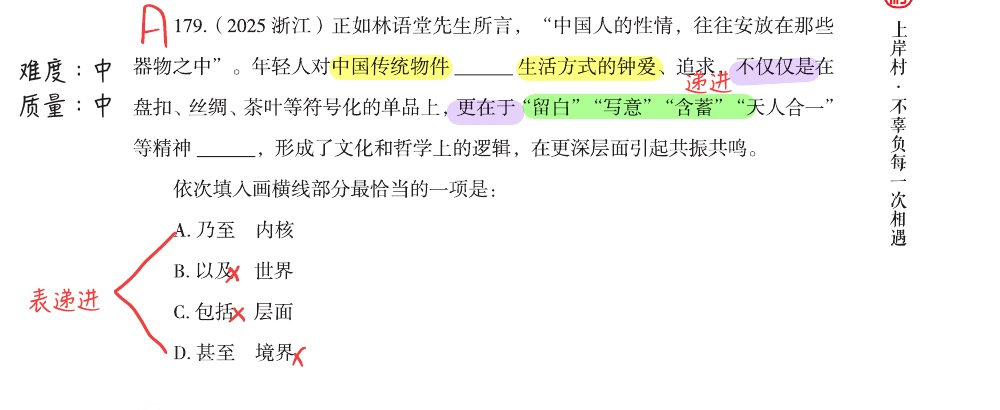 A 179.（2025 浙江）正如林语堂先生所言，“中国人的性情，往往安放在那些
难度：中
器物之中”。年轻人对中国传统物件______生活方式的钟爱、追求，不仅仅是在
递进
质量：中
盘扣、丝绸、茶叶等符号化的单品上，更在于“留白”“写意”“含蓄”“天人合一”
等精神______，形成了文化和哲学上的逻辑，在更深层面引起共振共鸣。
依次填入画横线部分最恰当的一项是：
A. 乃至 内核
B. 以及 世界
C. 包括 层面
D. 甚至 境界
表递进
上岸村·不辜负每一次相遇